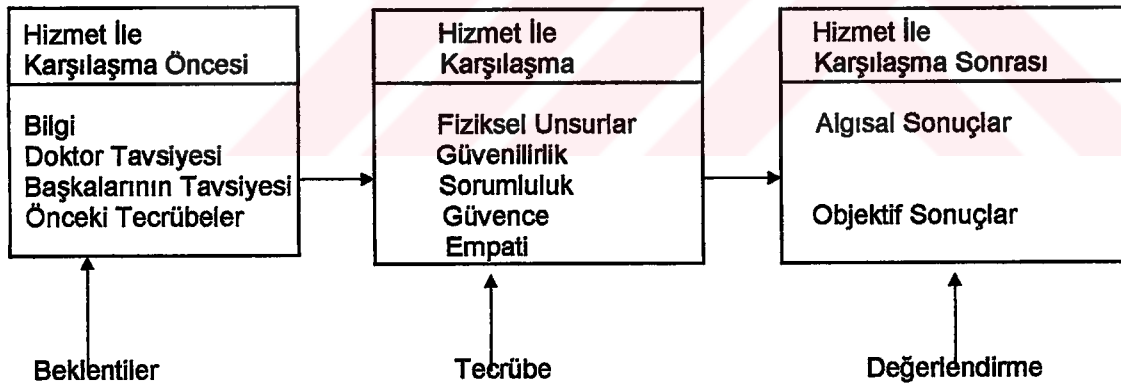 Hizmet İle
Karşılaşma Öncesi
Bilgi
Doktor Tavsiyesi
Başkalarının Tavsiyesi
Önceki Tecrübeler
Beklentiler
Hizmet İle
Karşılaşma
Fiziksel Unsurlar
Güvenilirlik
Sorumluluk
Güvence
Empati
Tecrübe
Hizmet İle
Karşılaşma Sonrası
Algısal Sonuçlar
Objektif Sonuçlar
Değerlendirme